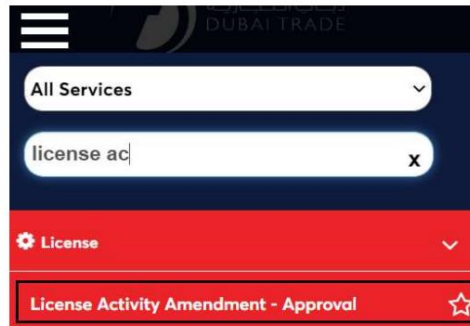 DUBAI TRADE
All Services
license ac
x
License
License Activity Amendment - Approval